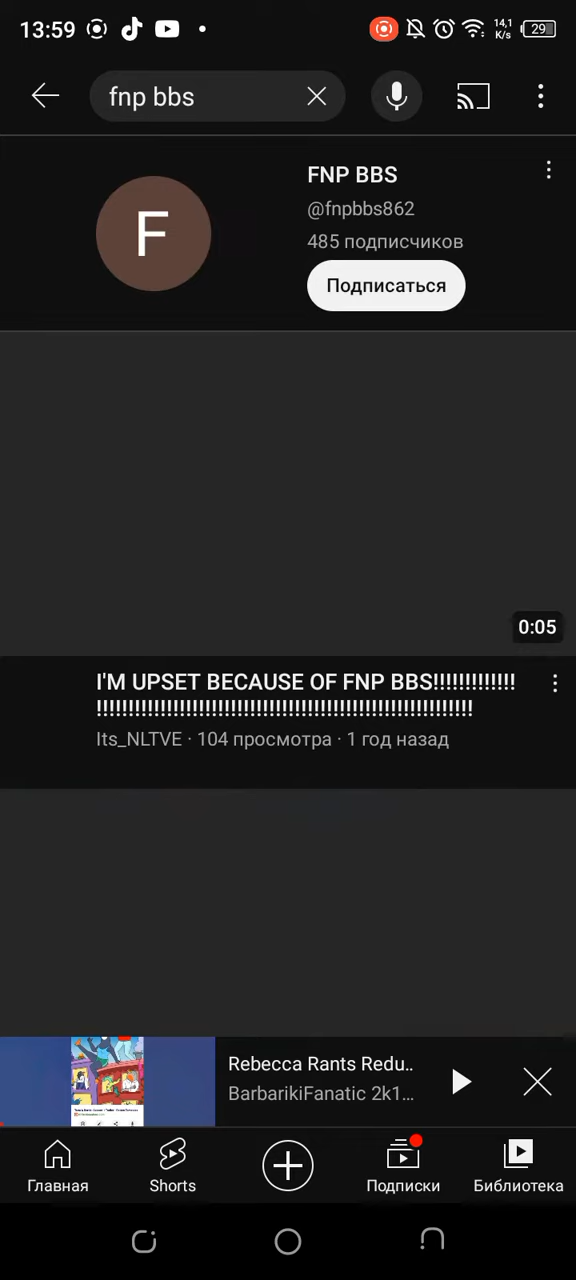 13:59
14,1
K/s
29
fnp bbs
F
FNP BBS
@fnpbbs862
485 подписчиков
Подписаться
0:05
I'M UPSET BECAUSE OF FNP BBS!!!!!!!!!!!!!
!!!!!!!!!!!!!!!!!!!!!!!!!!!!!!!!!!!!!!!!!!!!!!!!!!!!!!!!!!!
Its_NLTVE · 104 просмотра · 1 год назад
Rebecca Rants Redu..
BarbarikiFanatic 2k1...
Главная
Shorts
Подписки
Библиотека